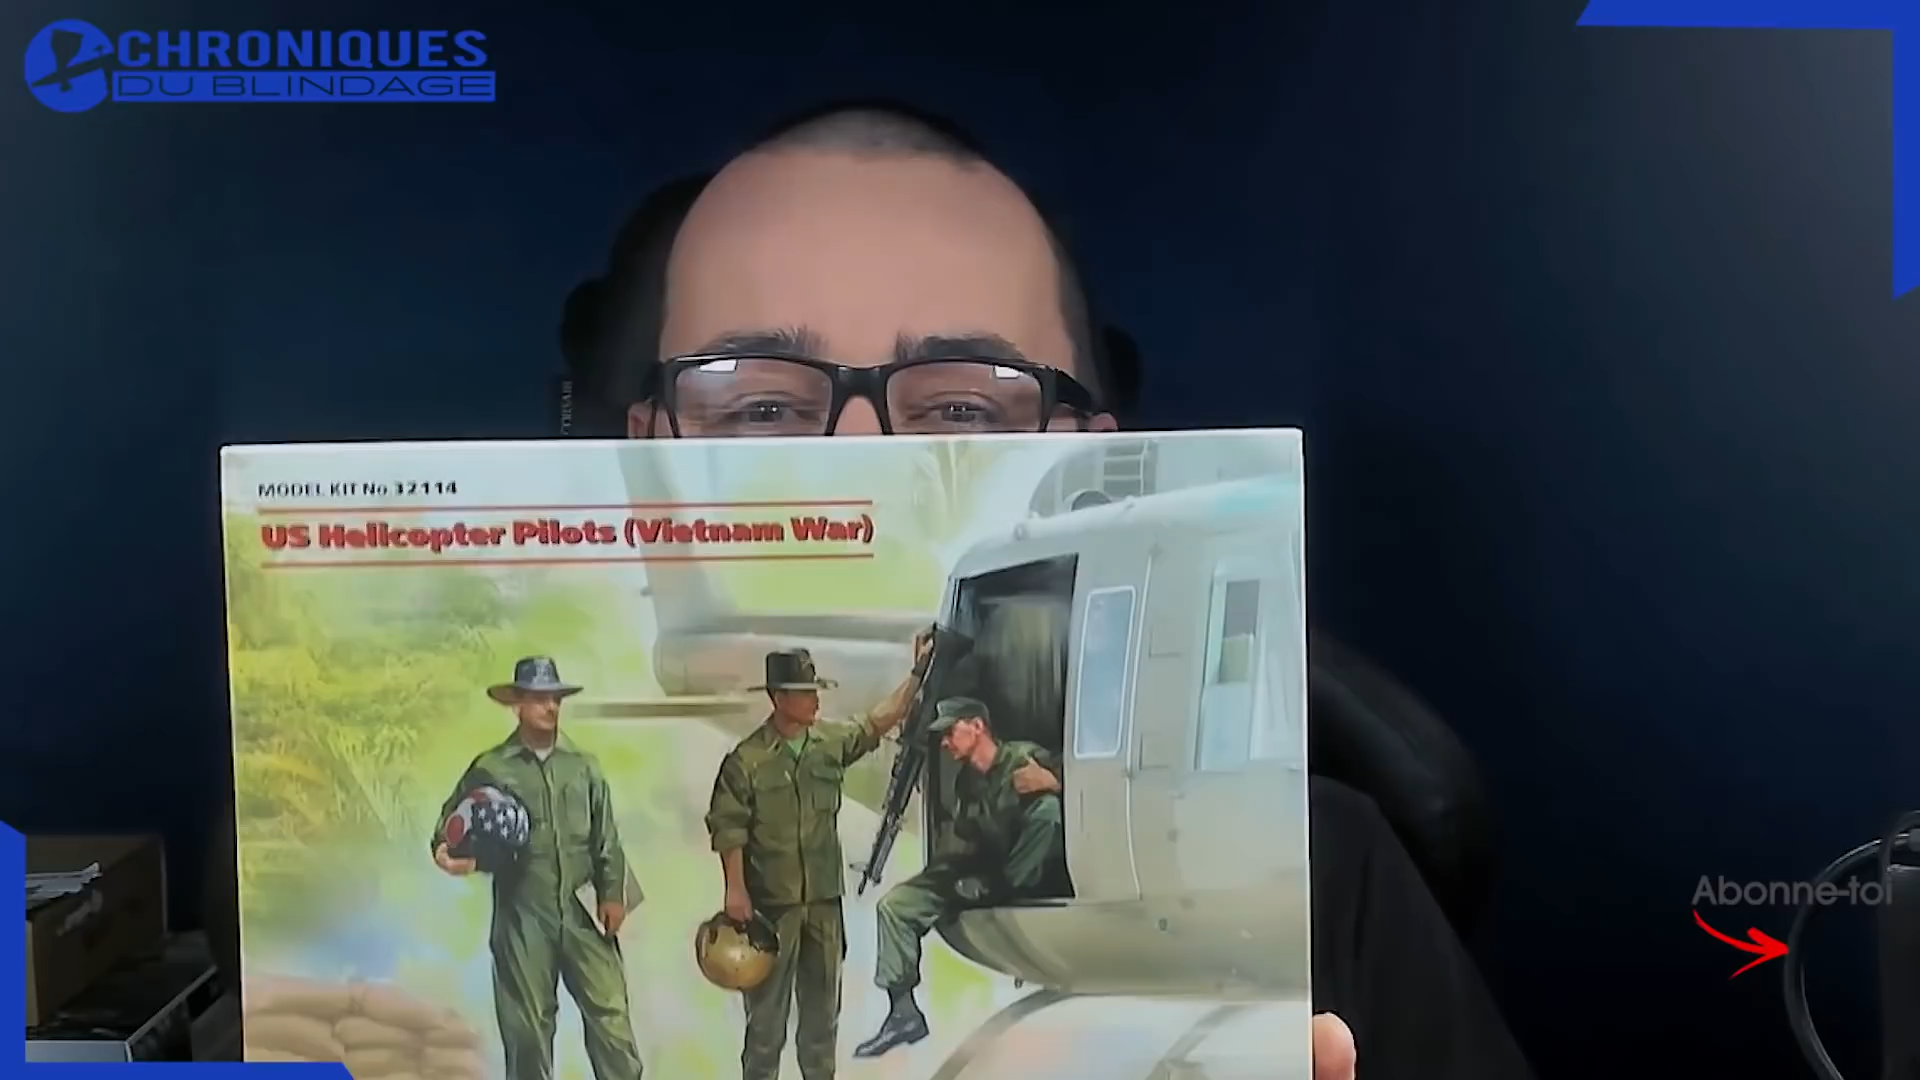 CHRONIQUES
DU BLINDAGE
MODEL KIT No 32114
US Helicopter Pilots (Vietnam War)
Abonne-toi